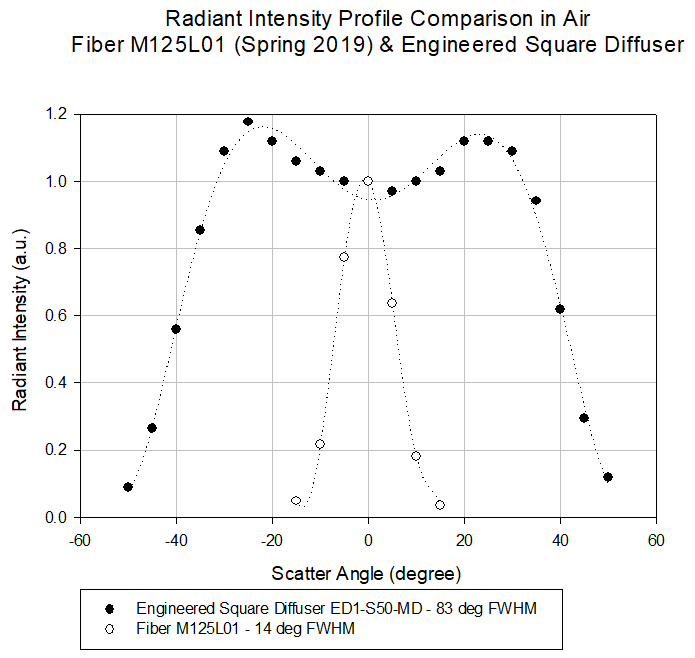 Radiant Intensity Profile Comparison in Air
Fiber M125L01 (Spring 2019) & Engineered Square Diffuser
1.2
1.0
0.8
0.6
0.4
0.2
0.0
Radiant Intensity (a.u.)
-60 -40 -20 0 20 40 60
Scatter Angle (degree)
Engineered Square Diffuser ED1-S50-MD - 83 deg FWHM
Fiber M125L01 - 14 deg FWHM